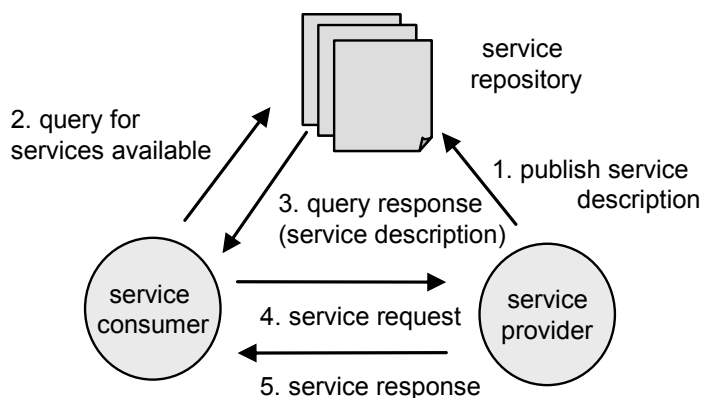 service
repository
2. query for
services available
1. publish service
description
3. query response
(service description)
service
consumer
service
provider
4. service request
5. service response